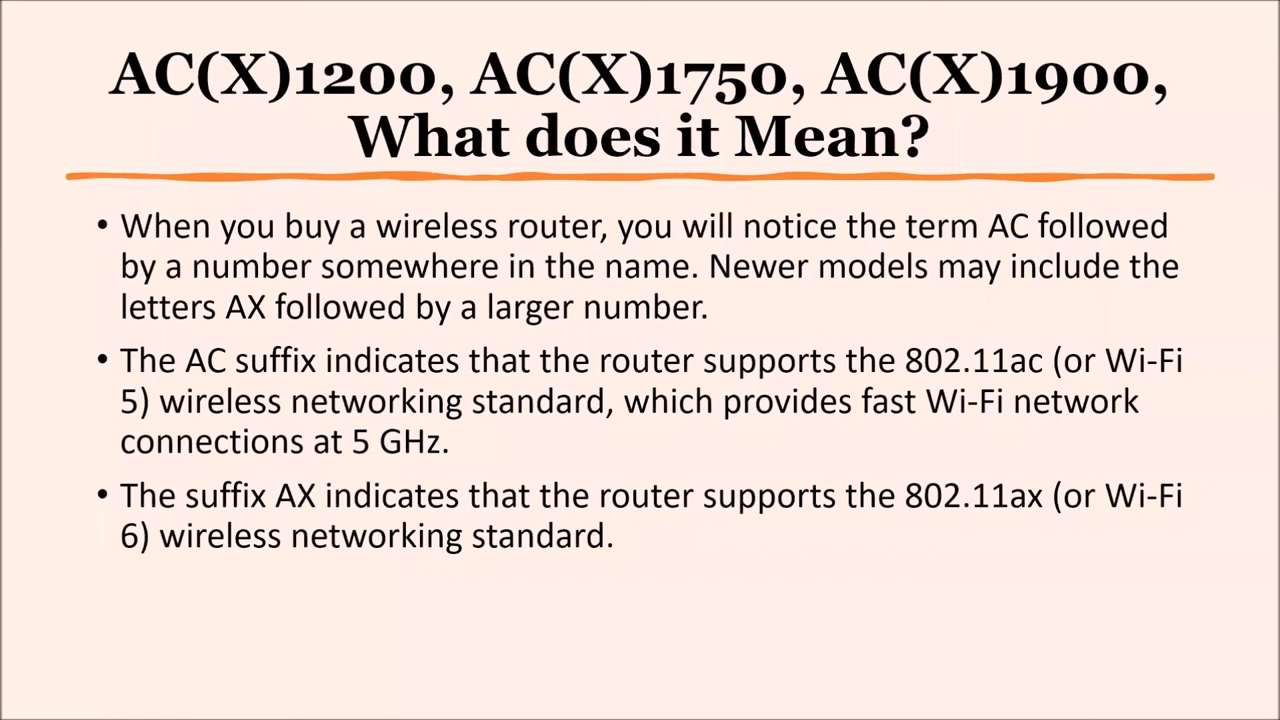 AC(X)1200, AC(X)1750, AC(X)1900,
What does it Mean?
• When you buy a wireless router, you will notice the term AC followed
by a number somewhere in the name. Newer models may include the
letters AX followed by a larger number.
• The AC suffix indicates that the router supports the 802.11ac (or Wi-Fi
5) wireless networking standard, which provides fast Wi-Fi network
connections at 5 GHz.
• The suffix AX indicates that the router supports the 802.11ax (or Wi-Fi
6) wireless networking standard.